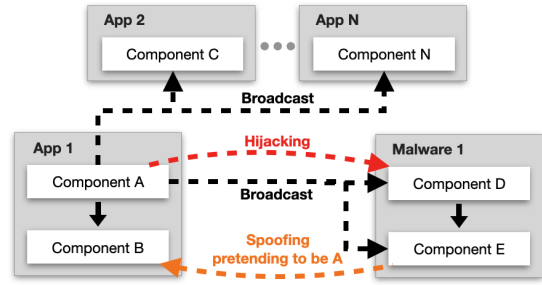 App 2
App N
Component C
Component N
Broadcast
App 1
Hijacking
Malware 1
Component A
Component D
Broadcast
Component B
Spoofing
pretending to be A
Component E